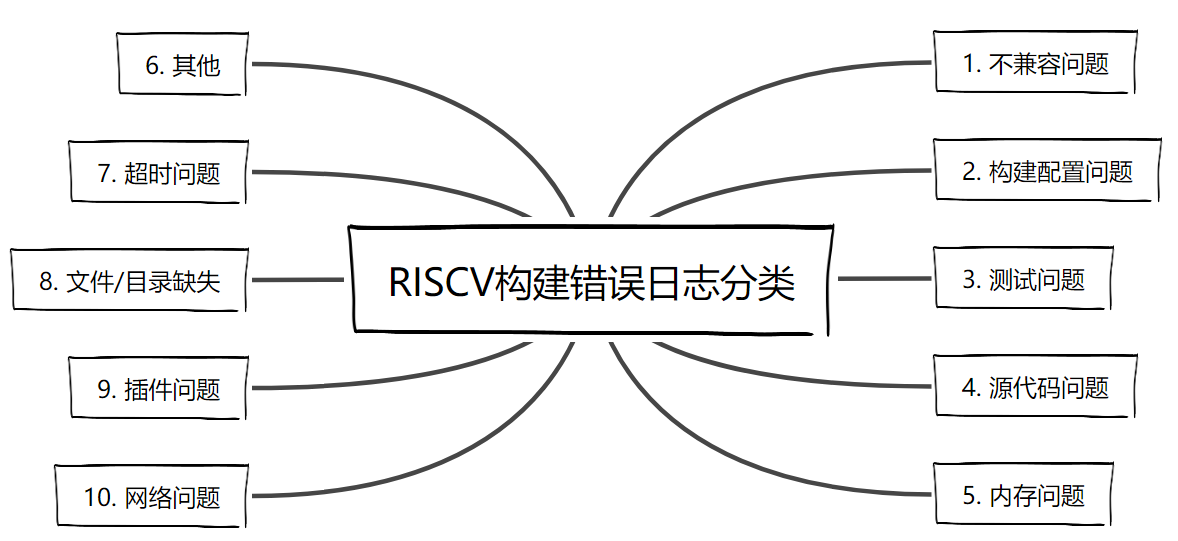 RISCV构建错误日志分类
1. 不兼容问题
2. 构建配置问题
3. 测试问题
4. 源代码问题
5. 内存问题
6. 其他
7. 超时问题
8. 文件/目录缺失
9. 插件问题
10. 网络问题